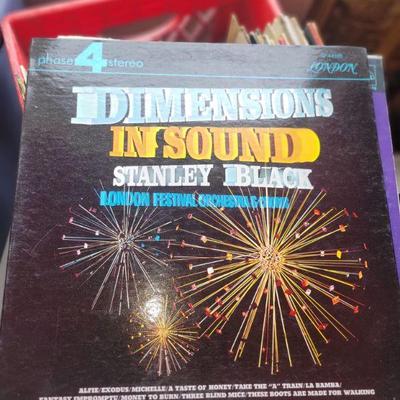 phase 4 stereo
LONDON
DIMENSIONS
IN SOUND
STANLEY BLACK
LONDON FESTIVAL ORCHESTRA & CHORUS
ALFIE/EXODUS/MICHELLE/A TASTE OF HONEY/TAKE THE "A" TRAIN/LA BAMBA/
FANTASY IMPROMPTU/MONEY TO BURN/THREE BLIND MICE/THESE BOOTS ARE MADE FOR WALKING